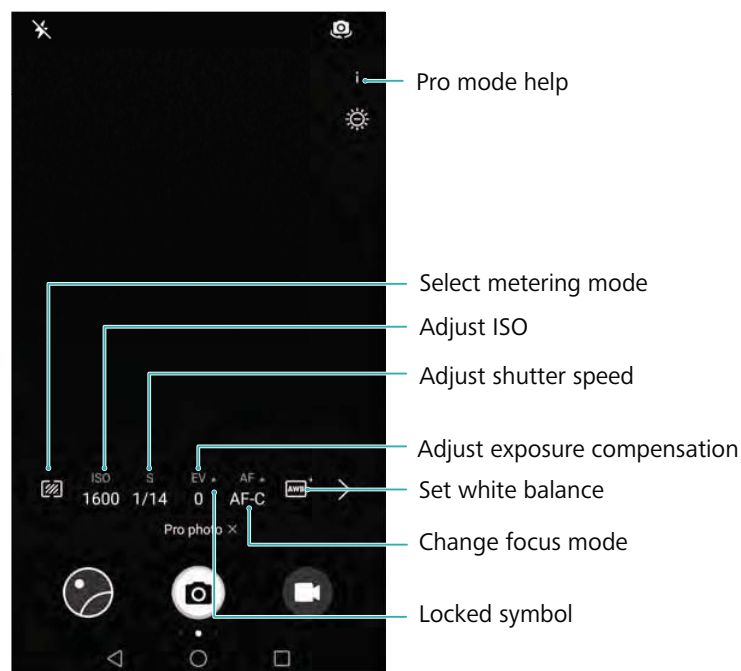 i
Pro mode help
Select metering mode
Adjust ISO
Adjust shutter speed
Adjust exposure compensation
ISO S EV AF
AWB
1600 1/14 0 AF-C
Set white balance
Pro photo ×
Change focus mode
Locked symbol